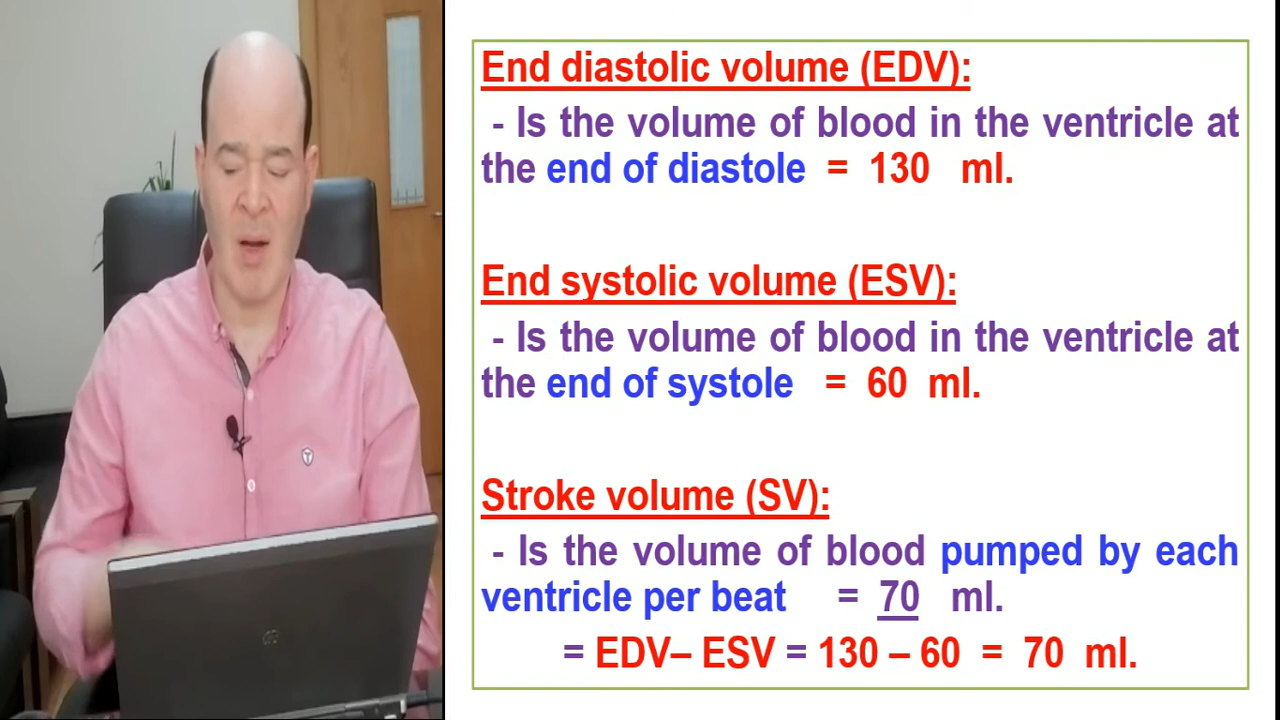 End diastolic volume (EDV):
- Is the volume of blood in the ventricle at
the end of diastole = 130 ml.
End systolic volume (ESV):
- Is the volume of blood in the ventricle at
the end of systole = 60 ml.
Stroke volume (SV):
- Is the volume of blood pumped by each
ventricle per beat = 70 ml.
= EDV– ESV = 130 – 60 = 70 ml.